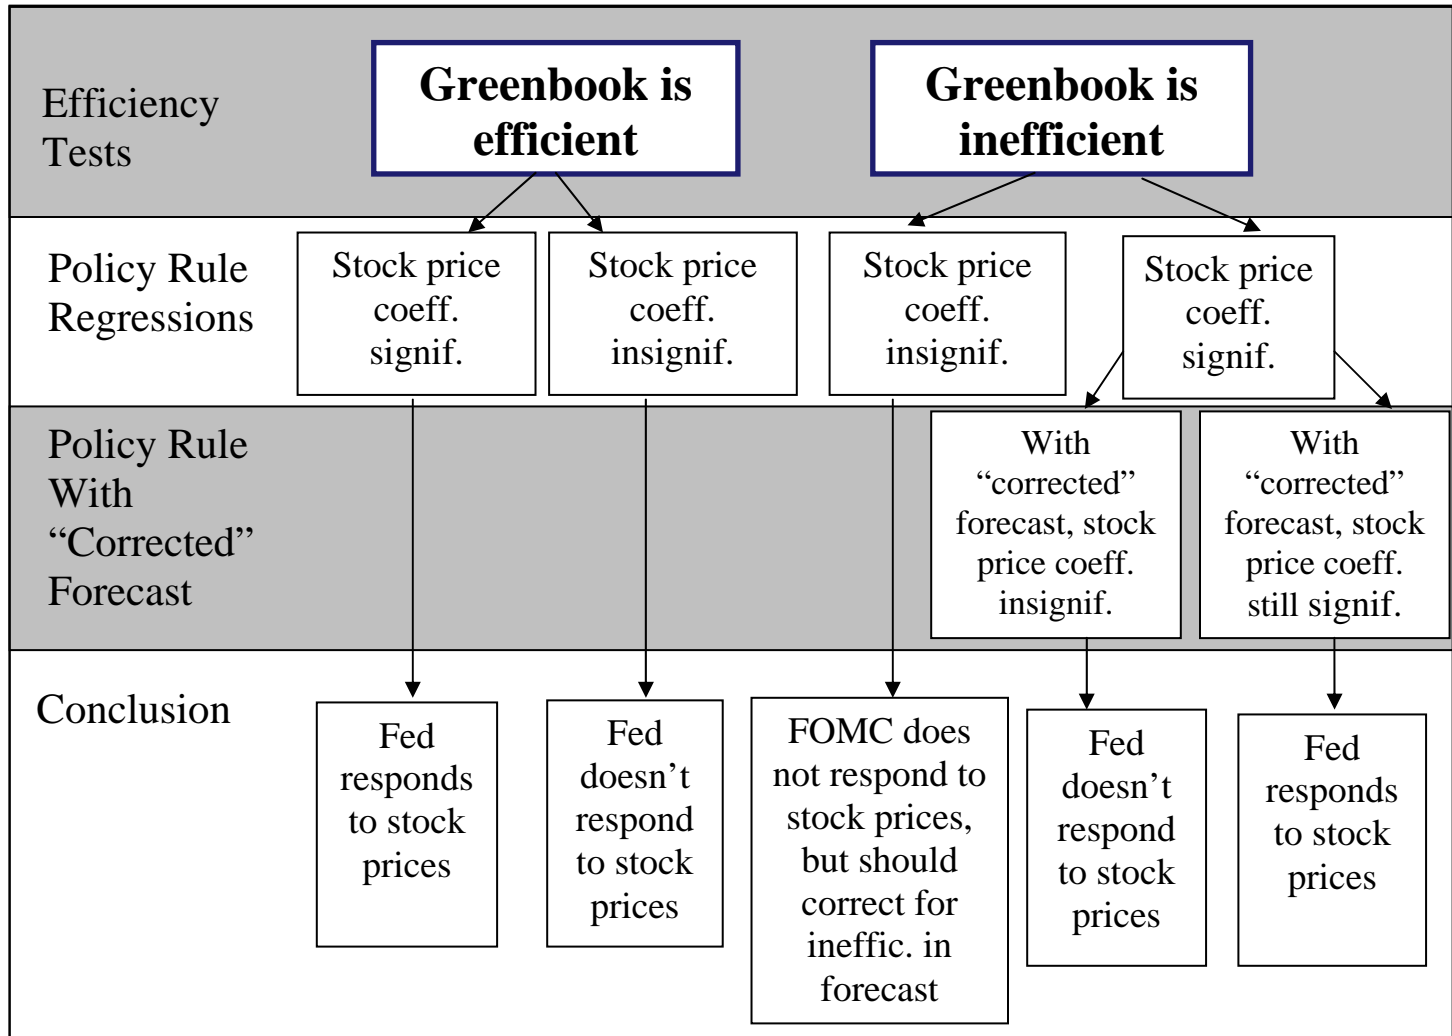 Efficiency
Tests
Greenbook is
efficient
Greenbook is
inefficient
Policy Rule
Regressions
Stock price
coeff.
signif.
Stock price
coeff.
insignif.
Stock price
coeff.
insignif.
Stock price
coeff.
signif.
Policy Rule
With
“Corrected”
Forecast
With
“corrected”
forecast, stock
price coeff.
insignif.
With
“corrected”
forecast, stock
price coeff.
still signif.
Conclusion
Fed
responds
to stock
prices
Fed
doesn’t
respond
to stock
prices
FOMC does
not respond to
stock prices,
but should
correct for
ineffic. in
forecast
Fed
doesn’t
respond
to stock
prices
Fed
responds
to stock
prices